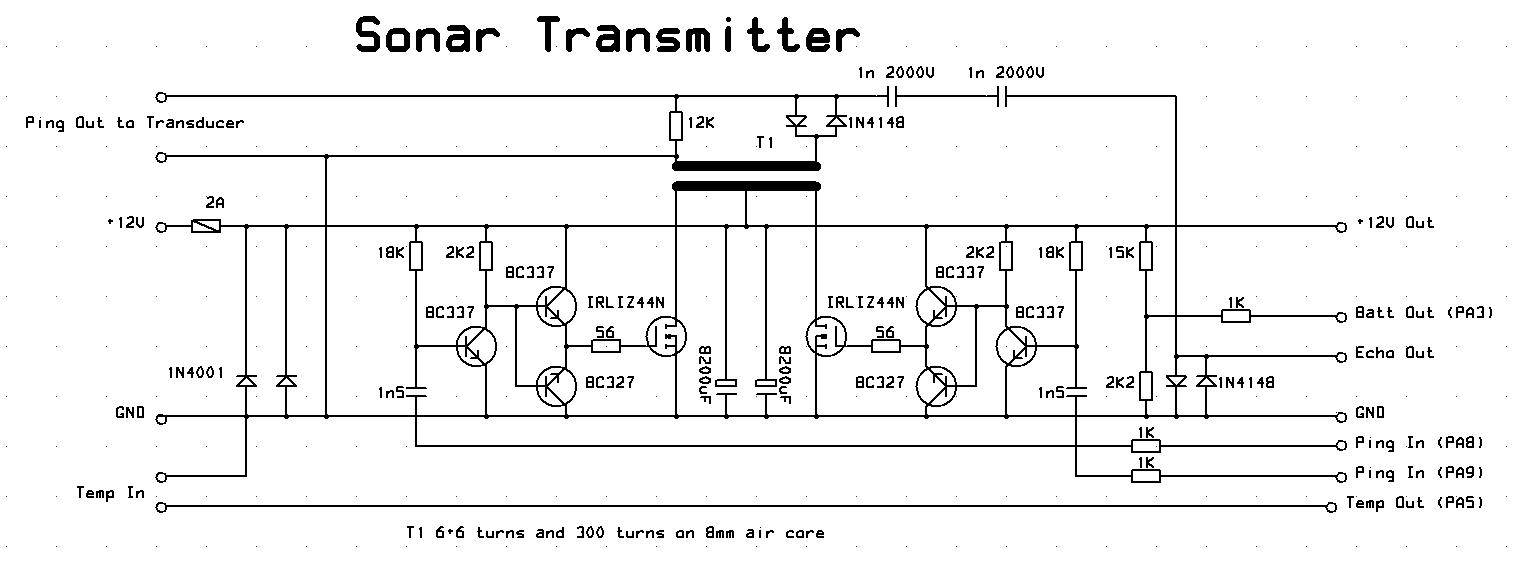 Sonar Transmitter
1n 2000V 1n 2000V
Ping Out to Transducer
12K
1N4148
T1
2A
+12V
+12V Out
18K
2K2
BC337
2K2
18K
15K
BC337
BC337
IRLIZ44N
IRLIZ44N
BC337
1K
Batt Out (PA3)
56
56
8200uF
8200uF
Echo Out
1N4001
BC327
BC327
1n5
1n5
2K2
1N4148
GND
GND
1K
Ping In (PA8)
1K
Ping In (PA9)
Temp In
Temp Out (PA5)
T1 6+6 turns and 300 turns on 8mm air core